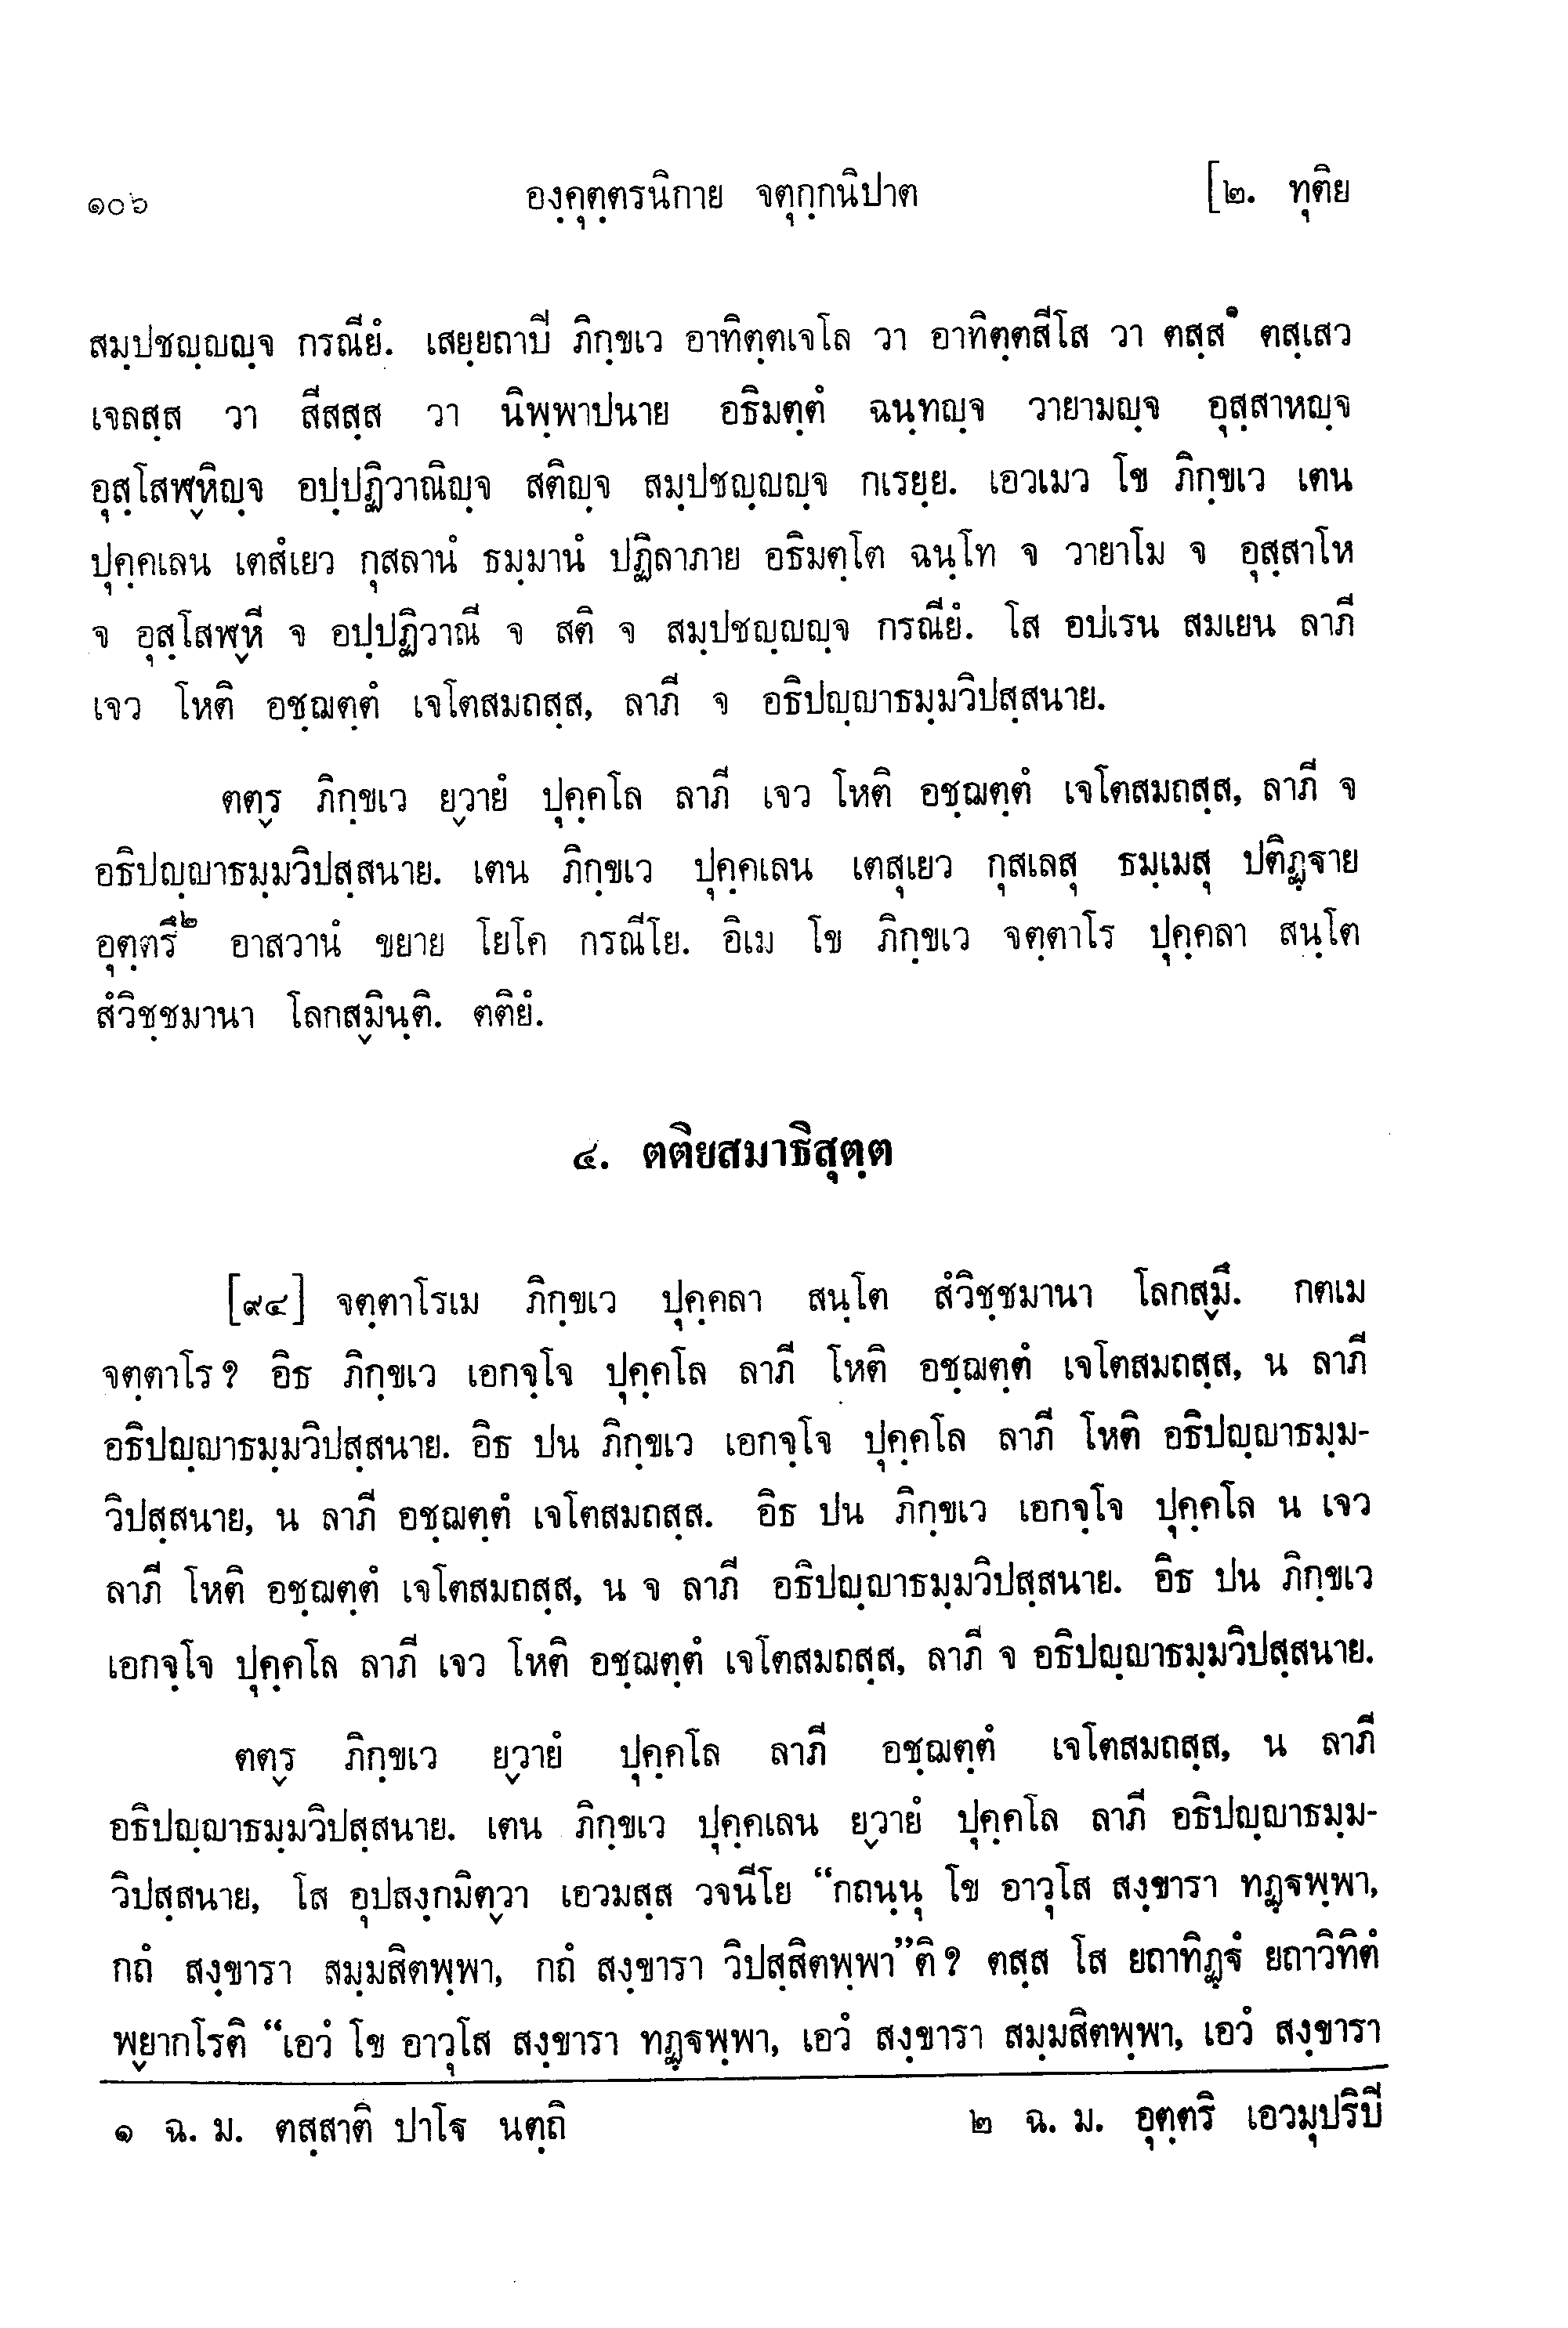 ๑๐๖ องฺคุตฺตรนิกาย จตุกฺกนิปาต [๒. ทุติย
สมฺปชญฺญญฺจ กรณียํ. เสยฺยถาปิ ภิกฺขเว อาทิตฺตเจโล วา อาทิตฺตสีโส วา ตสฺส๑ ตสฺเสว
เจลสฺส วา สีสสฺส วา นิพฺพาปนาย อธิมตฺตํ ฉนฺทญฺจ วายามญฺจ อุสฺสาหญฺจ
อุสฺโสฬฺหิญฺจ อปฺปฏิวาณิญฺจ สติญฺจ สมฺปชญฺญญฺจ กเรยฺย. เอวเมว โข ภิกฺขเว เตน
ปุคฺคเลน เตสํเยว กุสลานํ ธมฺมานํ ปฏิลาภาย อธิมตฺโต ฉนฺโท จ วายาโม จ อุสฺสาโห
จ อุสฺโสฬฺหี จ อปฺปฏิวาณี จ สติ จ สมฺปชญฺญญฺจ กรณียํ. โส อปเรน สมเยน ลาภี
เจว โหติ อชฺฌตฺตํ เจโตสมถสฺส, ลาภี จ อธิปญฺญาธมฺมวิปสฺสนาย.
ตตฺร ภิกฺขเว ยฺวายํ ปุคฺคโล ลาภี เจว โหติ อชฺฌตฺตํ เจโตสมถสฺส, ลาภี จ
อธิปญฺญาธมฺมวิปสฺสนาย. เตน ภิกฺขเว ปุคฺคเลน เตสุเยว กุสเลสุ ธมฺเมสุ ปติฏฺฐาย
อุตฺตรึ๒ อาสวานํ ขยาย โยโค กรณีโย. อิเม โข ภิกฺขเว จตฺตาโร ปุคฺคลา สนฺโต
สํวิชฺชมานา โลกสฺมินฺติ. ตติยํ.
๔. ตติยสมาธิสุตฺต
[๙๔] จตฺตาโรเม ภิกฺขเว ปุคฺคลา สนฺโต สํวิชฺชมานา โลกสฺมึ. กตเม
จตฺตาโร? อิธ ภิกฺขเว เอกจฺโจ ปุคฺคโล ลาภี โหติ อชฺฌตฺตํ เจโตสมถสฺส, น ลาภี
อธิปญฺญาธมฺมวิปสฺสนาย. อิธ ปน ภิกฺขเว เอกจฺโจ ปุคฺคโล ลาภี โหติ อธิปญฺญาธมฺม-
วิปสฺสนาย, น ลาภี อชฺฌตฺตํ เจโตสมถสฺส. อิธ ปน ภิกฺขเว เอกจฺโจ ปุคฺคโล น เจว
ลาภี โหติ อชฺฌตฺตํ เจโตสมถสฺส, น จ ลาภี อธิปญฺญาธมฺมวิปสฺสนาย. อิธ ปน ภิกฺขเว
เอกจฺโจ ปุคฺคโล ลาภี เจว โหติ อชฺฌตฺตํ เจโตสมถสฺส, ลาภี จ อธิปญฺญาธมฺมวิปสฺสนาย.
ตตฺร ภิกฺขเว ยฺวายํ ปุคฺคโล ลาภี อชฺฌตฺตํ เจโตสมถสฺส, น ลาภี
อธิปญฺญาธมฺมวิปสฺสนาย. เตน ภิกฺขเว ปุคฺคเลน ยฺวายํ ปุคฺคโล ลาภี อธิปญฺญาธมฺม-
วิปสฺสนาย, โส อุปสงฺกมิตฺวา เอวมสฺส วจนีโย “กถนฺนุ โข อาวุโส สงฺขารา ทฏฺฐพฺพา,
กถํ สงฺขารา สมฺมสิตพฺพา, กถํ สงฺขารา วิปสฺสิตพฺพา”ติ? ตสฺส โส ยถาทิฏฺฐํ ยถาวิทิตํ
พฺยากโรติ “เอวํ โข อาวุโส สงฺขารา ทฏฺฐพฺพา, เอวํ สงฺขารา สมฺมสิตพฺพา, เอวํ สงฺขารา
๑ ฉ. ม. ตสฺสาติ ปาโฐ นตฺถิ ๒ ฉ. ม. อุตฺตริ เอวมุปริปิ